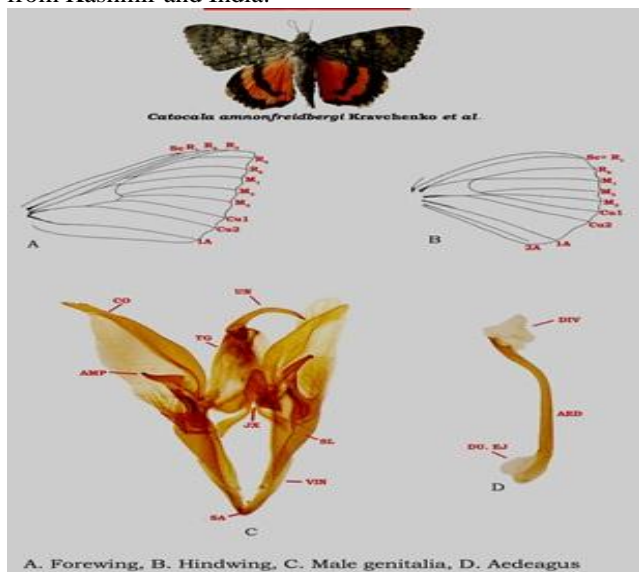 from Kashmir and India.
Catocala amnonfreidbergi Kravchenko et al.
Sc R₁ R₂ R₃
R₄
R₅
M₁
M₂
M₃
Cu1
Cu2
1A
A
Sc+ R₁
R₅
M₁
M₂
M₃
Cu1
Cu2
1A
2A
B
CO
UN
TG
AMP
JX
SL
VIN
SA
C
DIV
AED
DU. EJ
D
A. Forewing, B. Hindwing, C. Male genitalia, D. Aedeagus